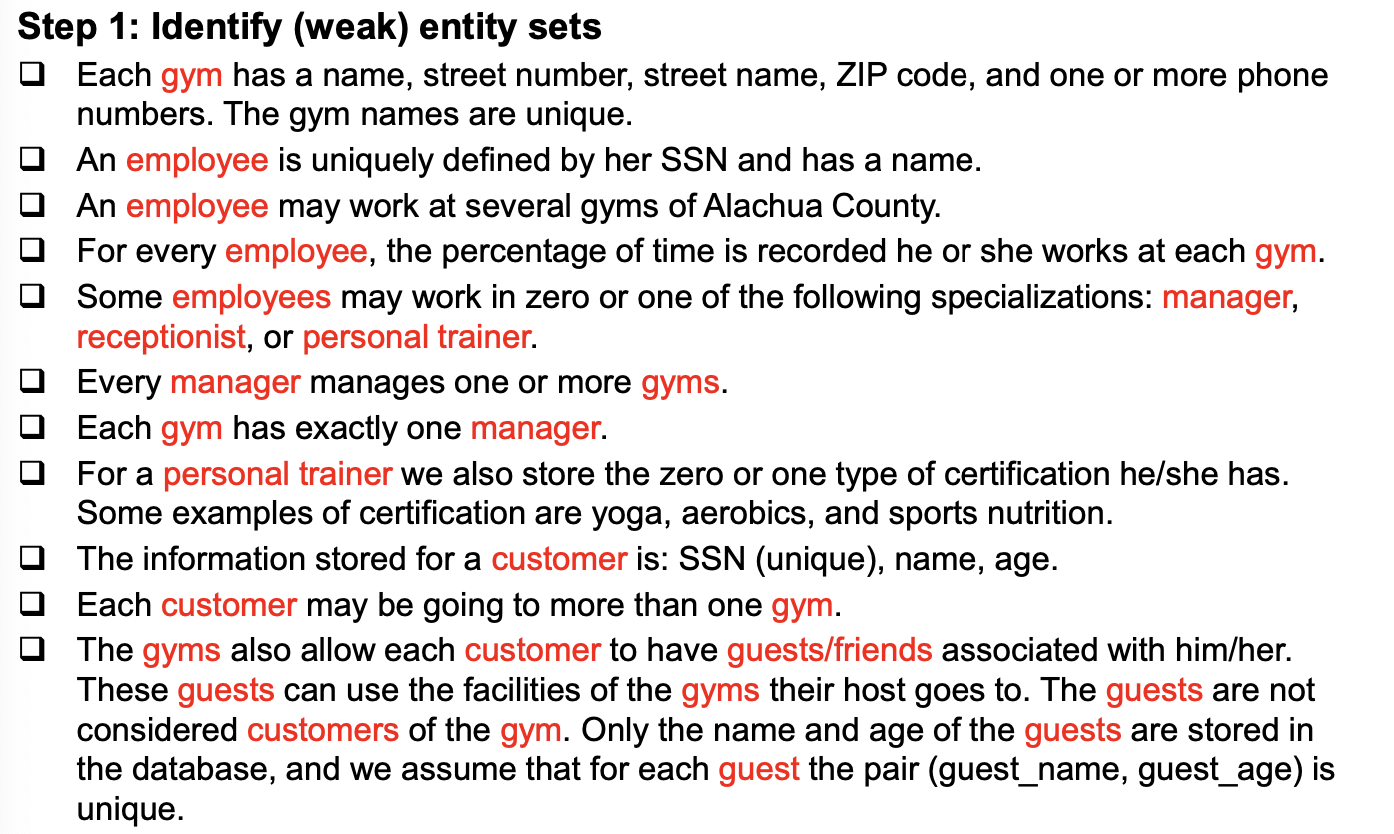 Step 1: Identify (weak) entity sets
❑ Each gym has a name, street number, street name, ZIP code, and one or more phone
numbers. The gym names are unique.
❑ An employee is uniquely defined by her SSN and has a name.
❑ An employee may work at several gyms of Alachua County.
❑ For every employee, the percentage of time is recorded he or she works at each gym.
❑ Some employees may work in zero or one of the following specializations: manager,
receptionist, or personal trainer.
❑ Every manager manages one or more gyms.
❑ Each gym has exactly one manager.
❑ For a personal trainer we also store the zero or one type of certification he/she has.
Some examples of certification are yoga, aerobics, and sports nutrition.
❑ The information stored for a customer is: SSN (unique), name, age.
❑ Each customer may be going to more than one gym.
❑ The gyms also allow each customer to have guests/friends associated with him/her.
These guests can use the facilities of the gyms their host goes to. The guests are not
considered customers of the gym. Only the name and age of the guests are stored in
the database, and we assume that for each guest the pair (guest_name, guest_age) is
unique.